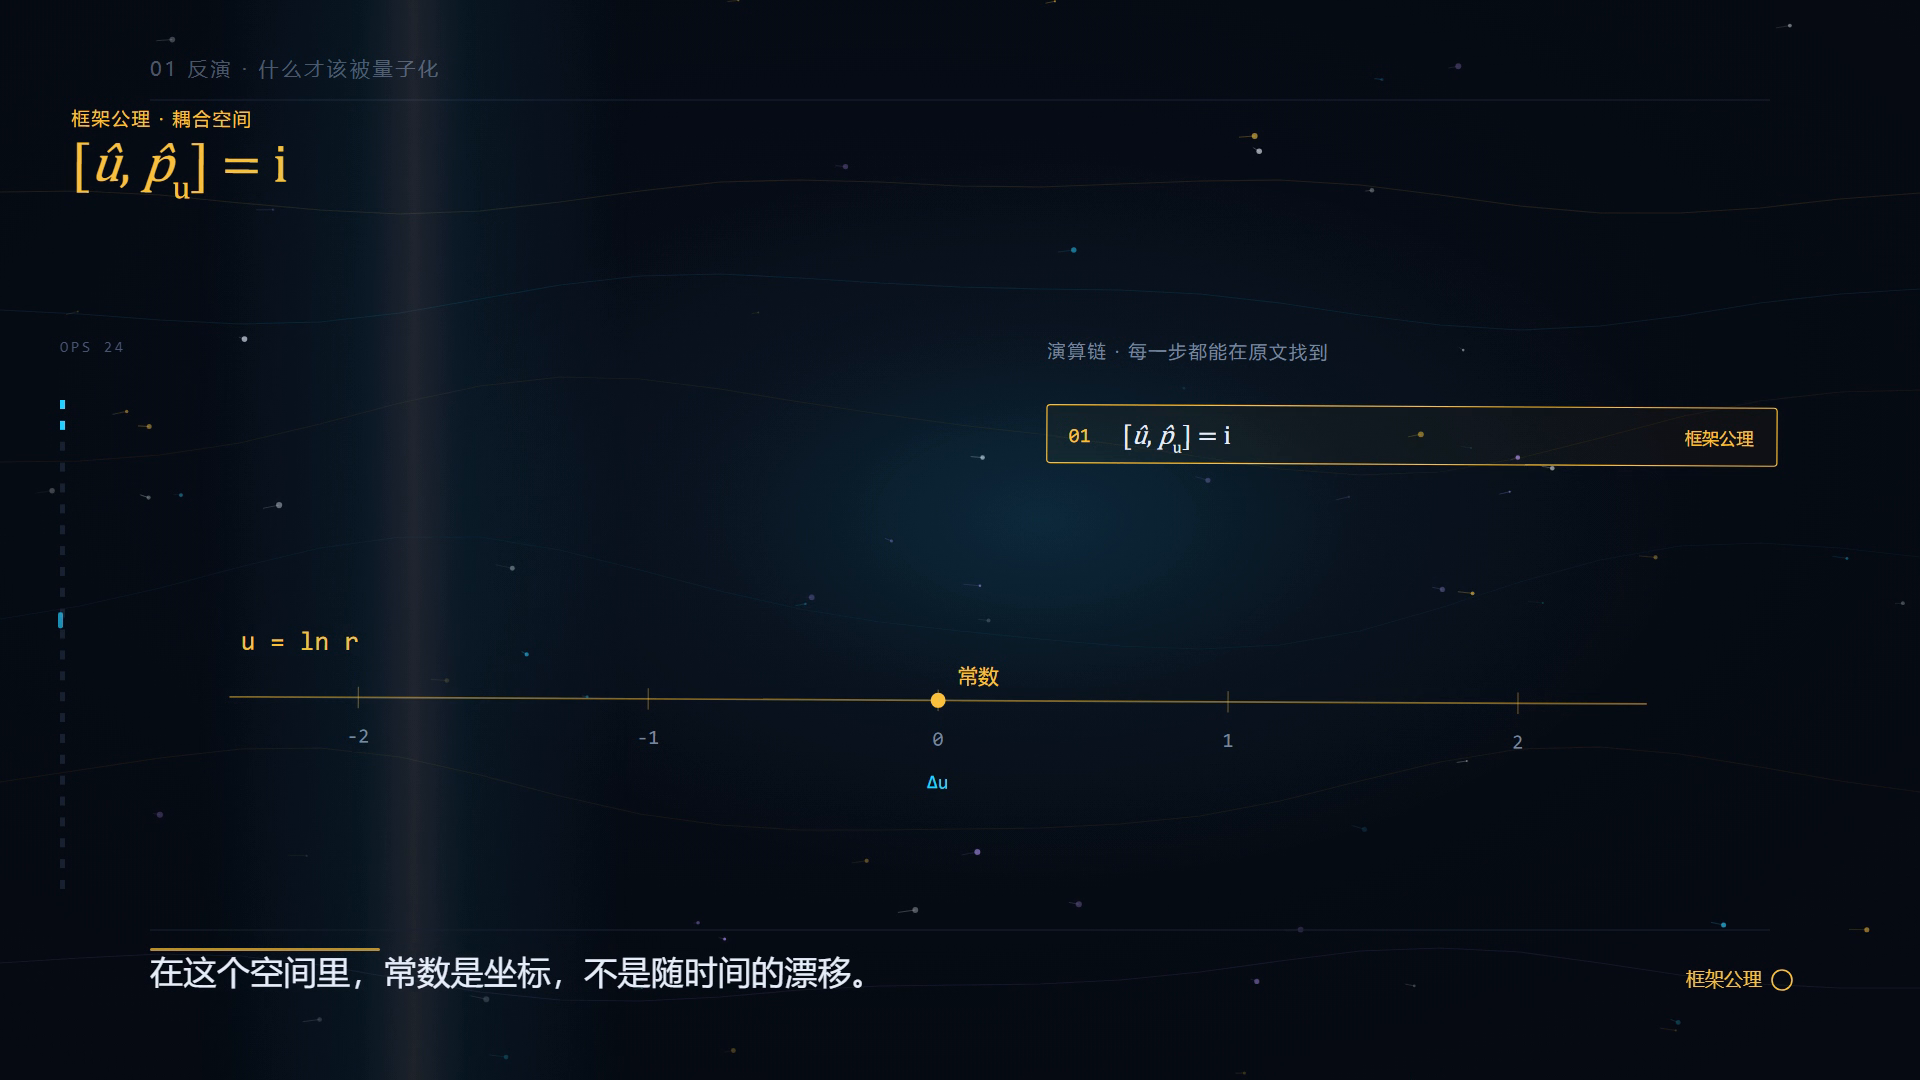 01 反演 · 什么才该被量子化
框架公理 · 耦合空间
[û, p̂ᵤ] = i
OPS 24
演算链 · 每一步都能在原文找到
01 [û, p̂ᵤ] = i 框架公理
u = ln r
常数
-2 -1 0 1 2
Δu
在这个空间里，常数是坐标，不是随时间的漂移。
框架公理